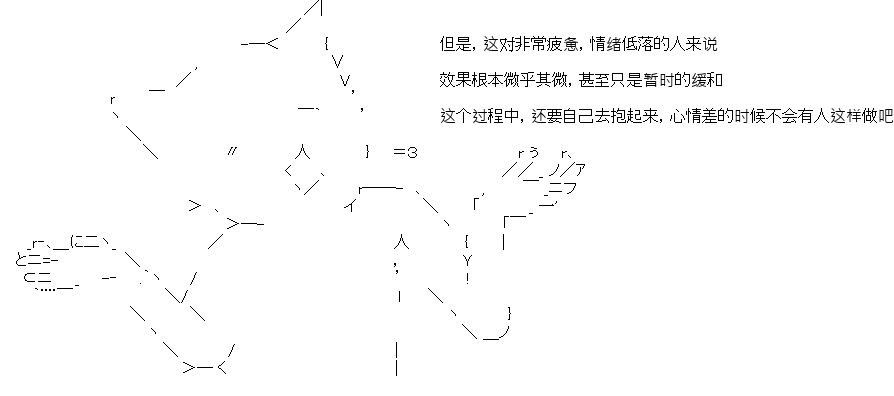 但是，这对非常疲惫，情绪低落的人来说
效果根本微乎其微，甚至只是暂时的缓和
这个过程中，还要自己去抱起来，心情差的时候不会有人这样做吧